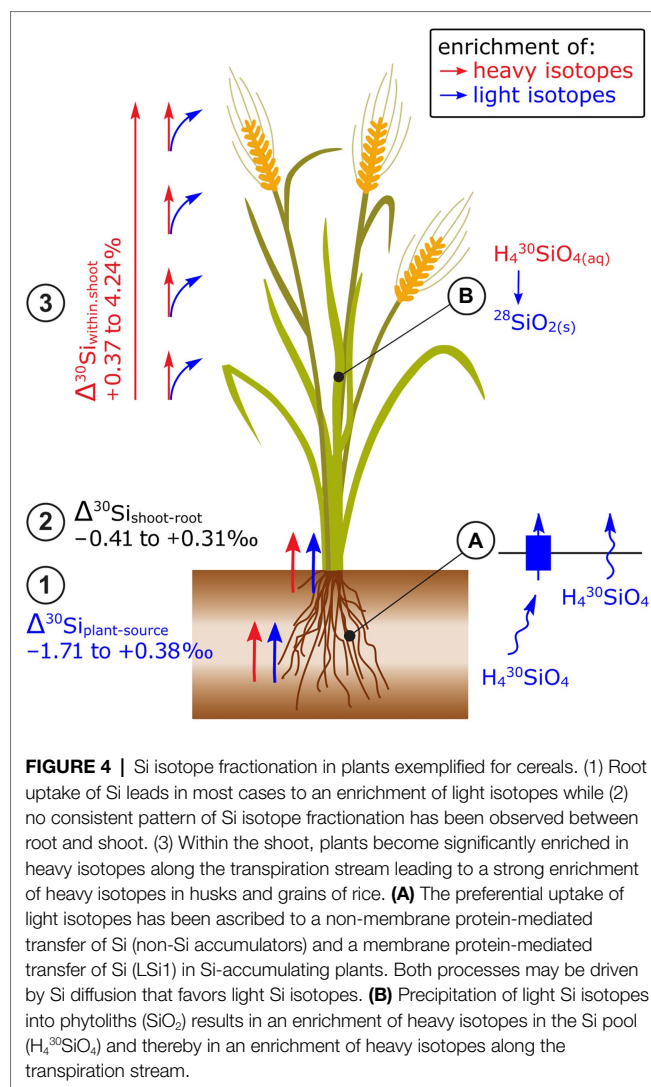 enrichment of:
→ heavy isotopes
→ light isotopes
③
Δ³⁰Si_within.shoot
+0.37 to 4.24%
H₄³⁰SiO₄₍aq₎
²⁸SiO₂₍s₎
B
② Δ³⁰Si_shoot-root
−0.41 to +0.31‰
A
①
Δ³⁰Si_plant-source
−1.71 to +0.38‰
H₄³⁰SiO₄
H₄³⁰SiO₄
FIGURE 4 | Si isotope fractionation in plants exemplified for cereals. (1) Root
uptake of Si leads in most cases to an enrichment of light isotopes while (2)
no consistent pattern of Si isotope fractionation has been observed between
root and shoot. (3) Within the shoot, plants become significantly enriched in
heavy isotopes along the transpiration stream leading to a strong enrichment
of heavy isotopes in husks and grains of rice. (A) The preferential uptake of
light isotopes has been ascribed to a non-membrane protein-mediated
transfer of Si (non-Si accumulators) and a membrane protein-mediated
transfer of Si (LSi1) in Si-accumulating plants. Both processes may be driven
by Si diffusion that favors light Si isotopes. (B) Precipitation of light Si isotopes
into phytoliths (SiO₂) results in an enrichment of heavy isotopes in the Si pool
(H₄³⁰SiO₄) and thereby in an enrichment of heavy isotopes along the
transpiration stream.